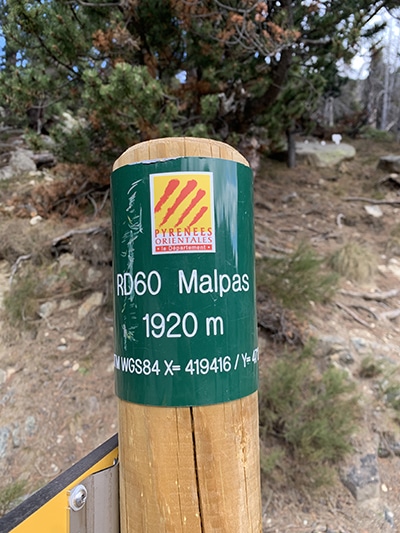 PYRENEES
ORIENTALES
• le Département •
RD60 Malpas
1920 m
WGS84 X= 419416 / Y=